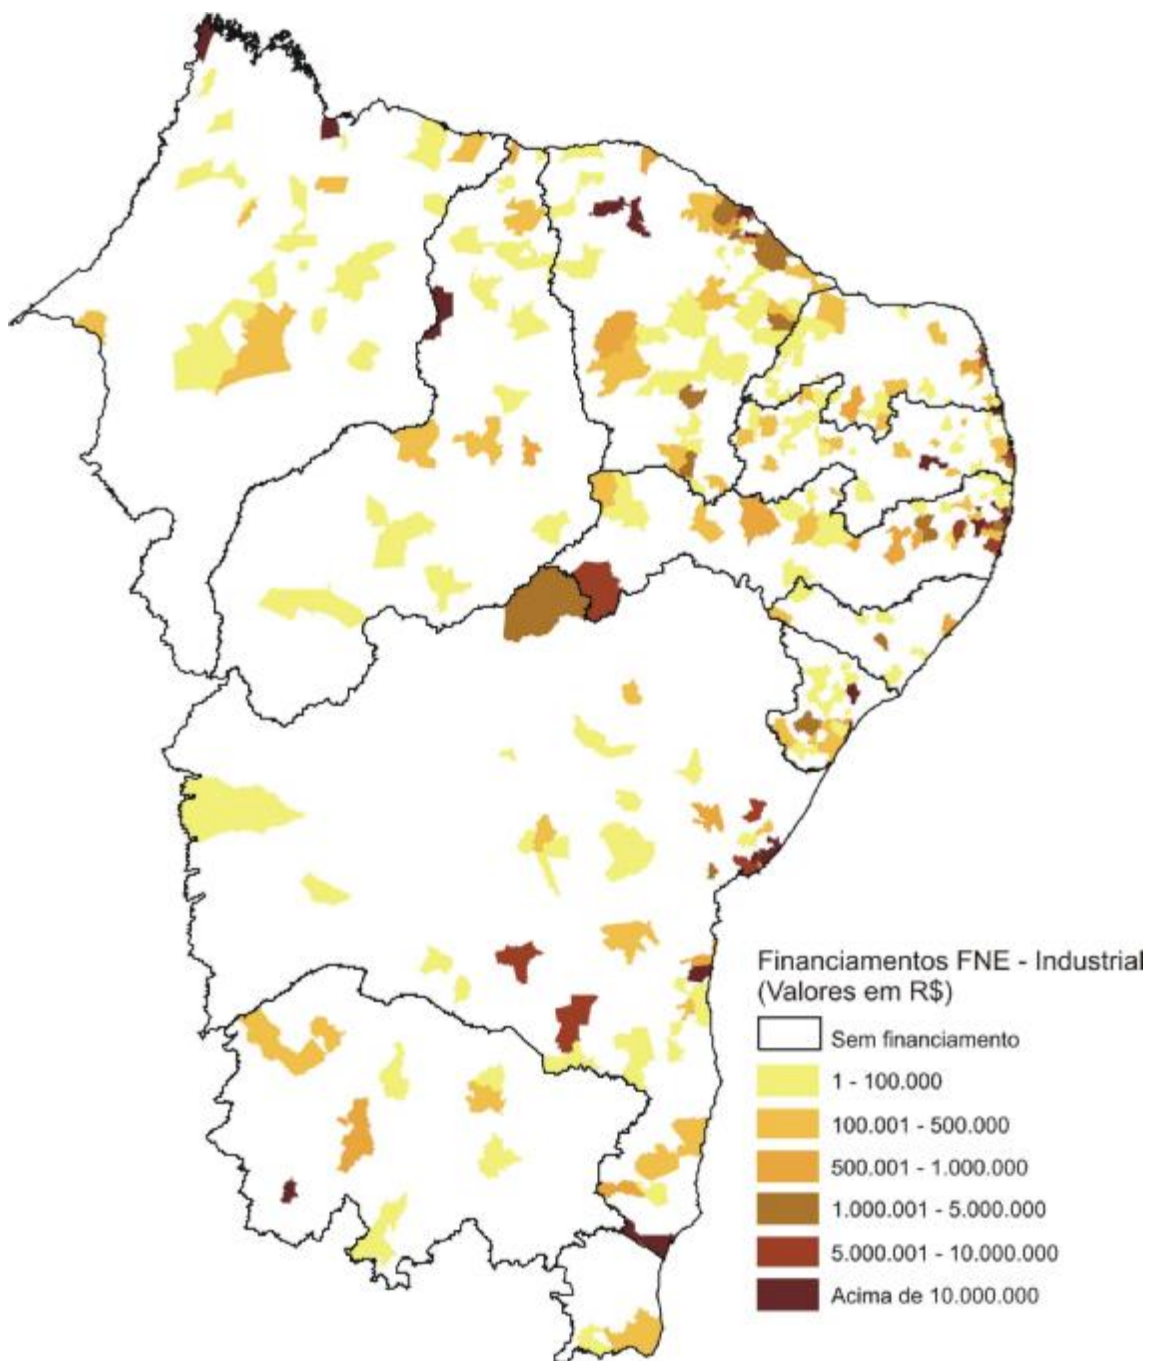 Financiamentos FNE - Industrial
(Valores em R$)
Sem financiamento
1 - 100.000
100.001 - 500.000
500.001 - 1.000.000
1.000.001 - 5.000.000
5.000.001 - 10.000.000
Acima de 10.000.000